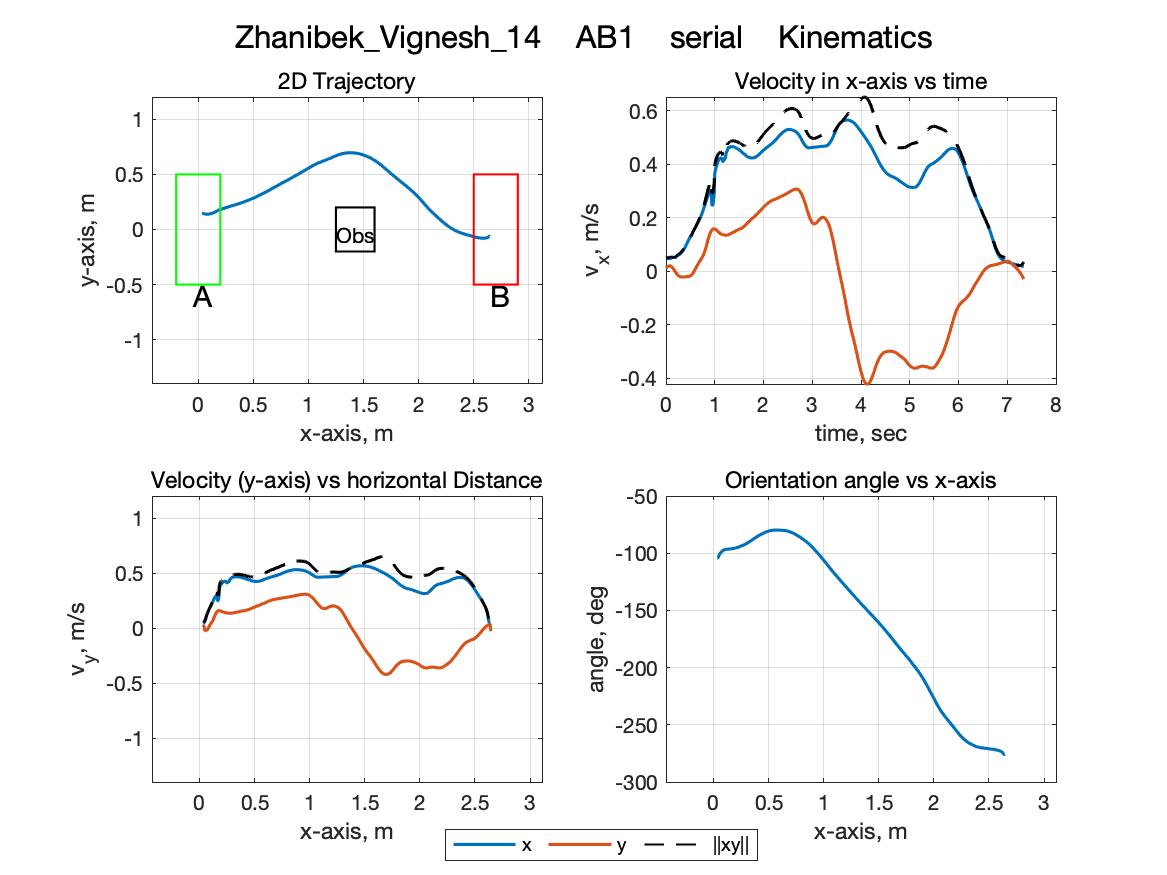 Zhanibek_Vignesh_14 AB1 serial Kinematics
2D Trajectory
1
0.5
0
-0.5
-1
y-axis, m
Obs
A
B
0 0.5 1 1.5 2 2.5 3
x-axis, m
Velocity in x-axis vs time
0.6
0.4
0.2
0
-0.2
-0.4
vx, m/s
0 1 2 3 4 5 6 7 8
time, sec
Velocity (y-axis) vs horizontal Distance
1
0.5
0
-0.5
-1
vy, m/s
0 0.5 1 1.5 2 2.5 3
x-axis, m
Orientation angle vs x-axis
-50
-100
-150
-200
-250
-300
angle, deg
0 0.5 1 1.5 2 2.5 3
x-axis, m
x y ||xy||